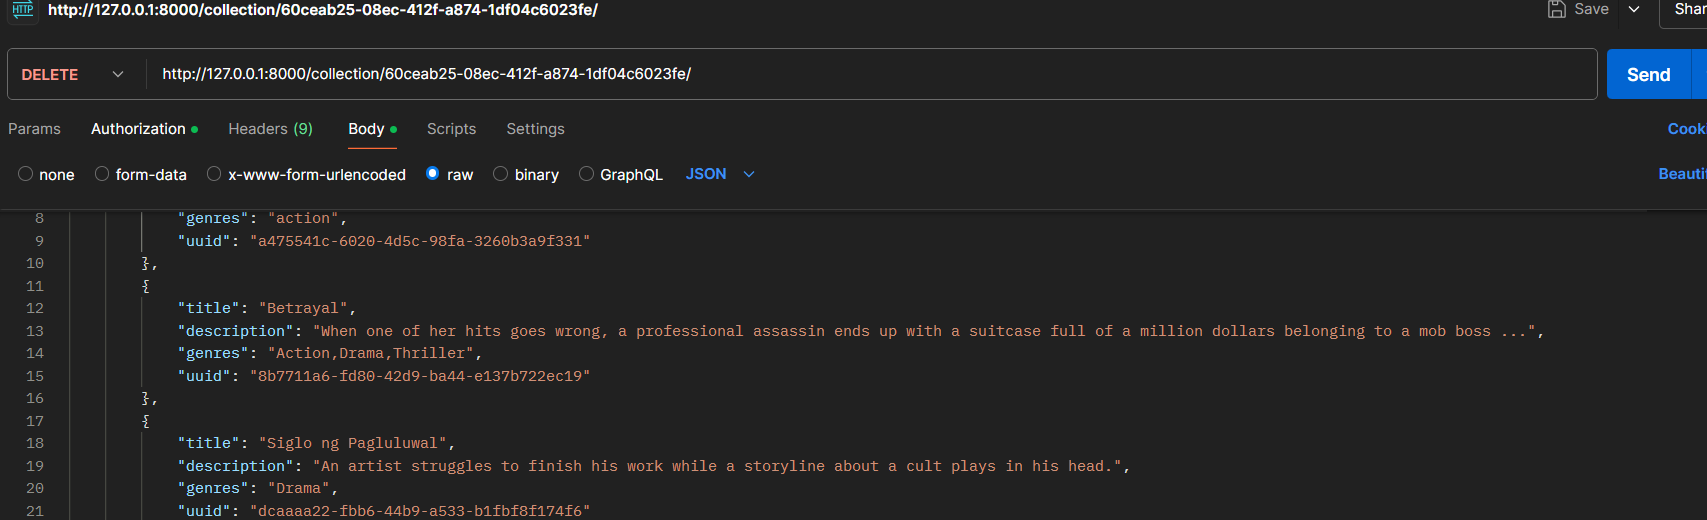 HTTP http://127.0.0.1:8000/collection/60ceab25-08ec-412f-a874-1df04c6023fe/ Save
DELETE http://127.0.0.1:8000/collection/60ceab25-08ec-412f-a874-1df04c6023fe/ Send
Params Authorization Headers (9) Body Scripts Settings
none form-data x-www-form-urlencoded raw binary GraphQL JSON
8 "genres": "action",
9 "uuid": "a475541c-6020-4d5c-98fa-3260b3a9f331"
10 },
11 {
12 "title": "Betrayal",
13 "description": "When one of her hits goes wrong, a professional assassin ends up with a suitcase full of a million dollars belonging to a mob boss ...",
14 "genres": "Action,Drama,Thriller",
15 "uuid": "8b7711a6-fd80-42d9-ba44-e137b722ec19"
16 },
17 {
18 "title": "Siglo ng Pagluluwal",
19 "description": "An artist struggles to finish his work while a storyline about a cult plays in his head.",
20 "genres": "Drama",
21 "uuid": "dcaaaa22-fbb6-44b9-a533-b1fbf8f174f6"